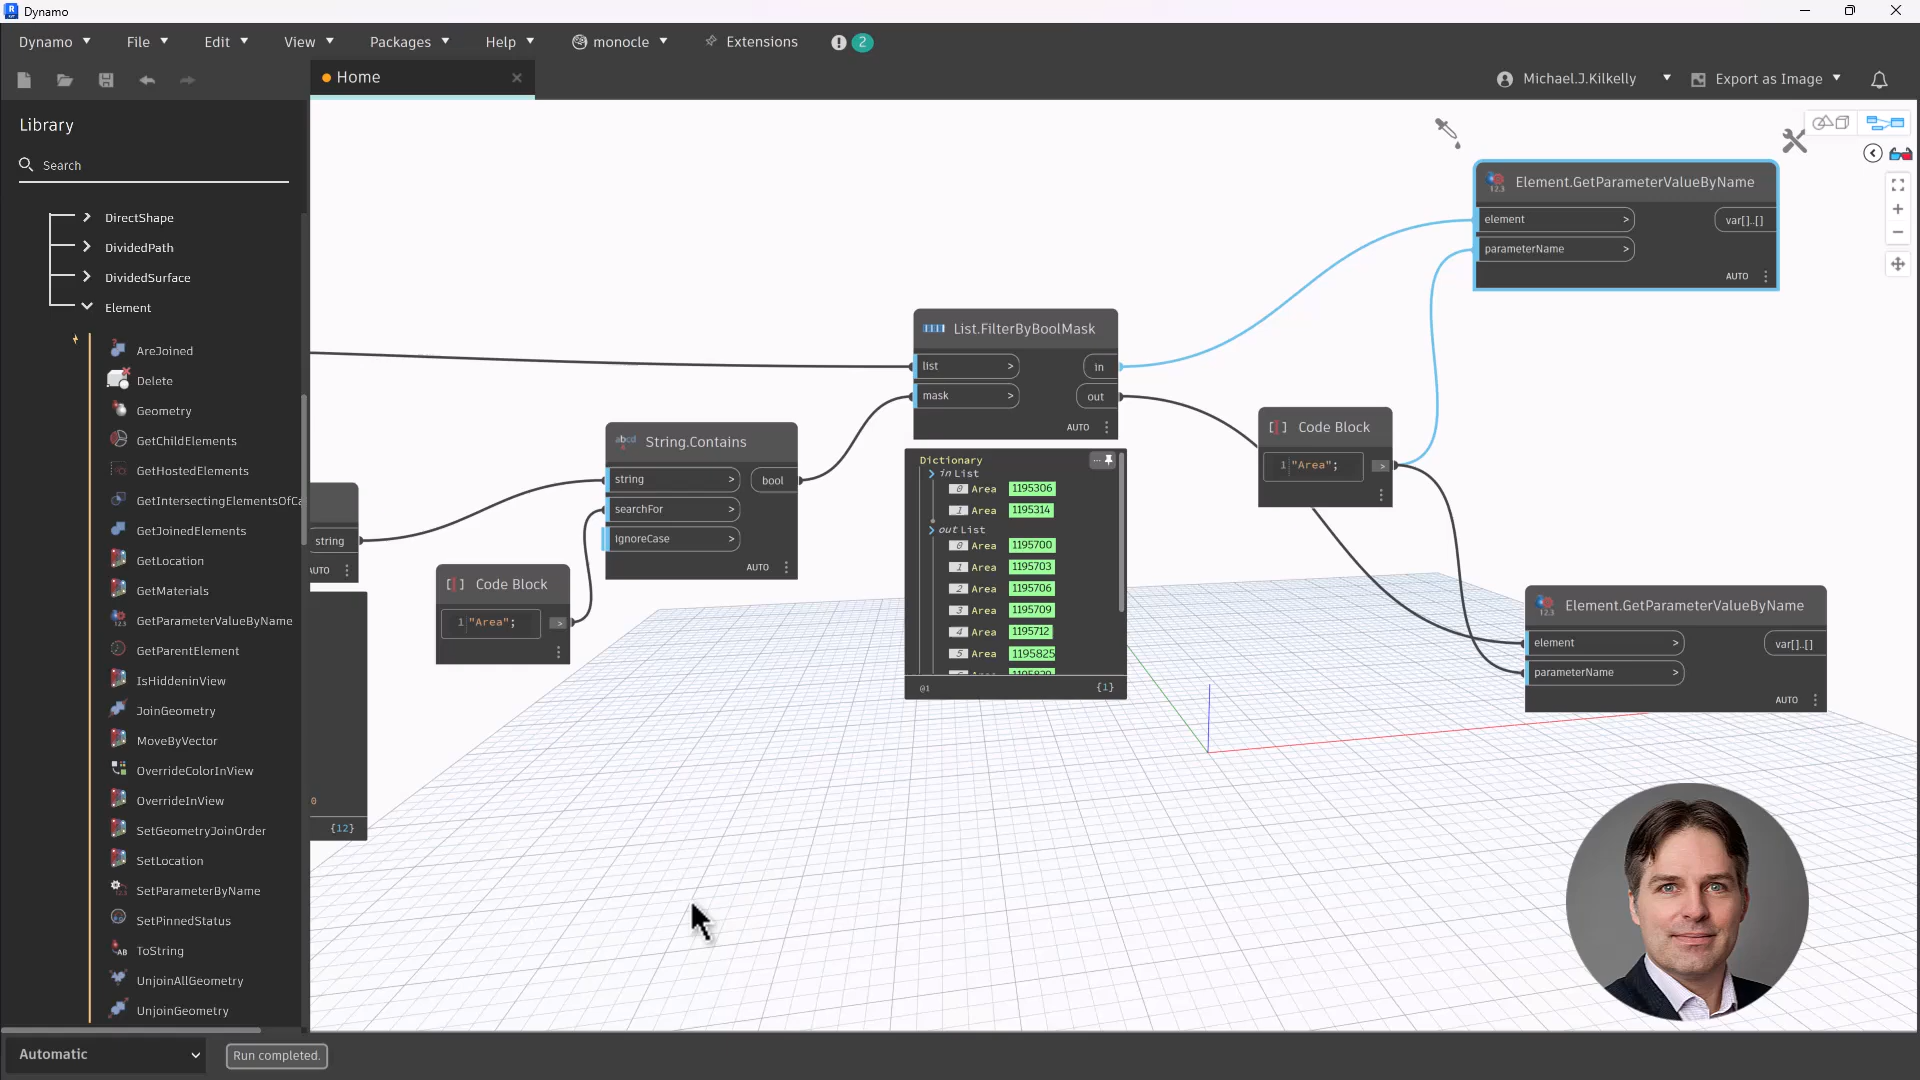 Dynamo
Dynamo File Edit View Packages Help monocle Extensions 2
Home
Michael.J.Kilkelly Export as Image
Library
Search
DirectShape
DividedPath
DividedSurface
Element
AreJoined
Delete
Geometry
GetChildElements
GetHostedElements
GetIntersectingElementsOfCa
GetJoinedElements
GetLocation
GetMaterials
GetParameterValueByName
GetParentElement
IsHiddeninView
JoinGeometry
MoveByVector
OverrideColorInView
OverrideInView
SetGeometryJoinOrder
SetLocation
SetParameterByName
SetPinnedStatus
ToString
UnjoinAllGeometry
UnjoinGeometry
Automatic
Run completed.
string
AUTO
0
{12}
Code Block
1 "Area"; >
String.Contains
string > bool
searchFor >
ignoreCase >
AUTO
List.FilterByBoolMask
list > in
mask > out
AUTO
Dictionary
in List
0 Area 1195306
1 Area 1195314
out List
0 Area 1195700
1 Area 1195703
2 Area 1195706
3 Area 1195709
4 Area 1195712
5 Area 1195825
@1 {1}
Code Block
1 "Area"; >
Element.GetParameterValueByName
element > var[]..[]
parameterName >
AUTO
Element.GetParameterValueByName
element > var[]..[]
parameterName >
AUTO